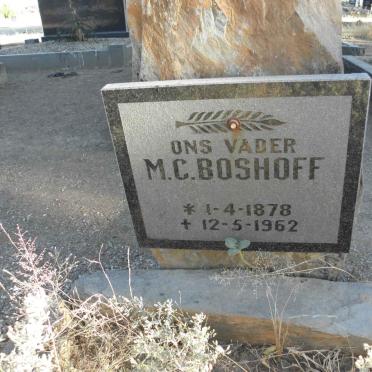 ONS VADER
M.C. BOSHOFF
* 1-4-1878
+ 12-5-1962